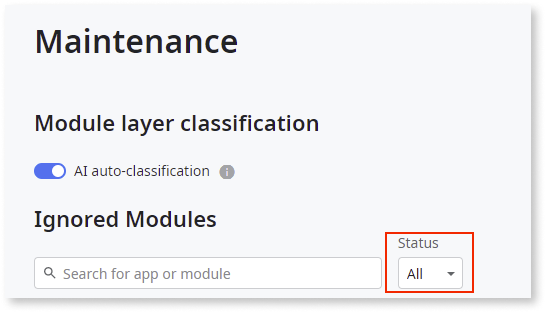 Maintenance
Module layer classification
AI auto-classification
Ignored Modules
Status
Search for app or module
All